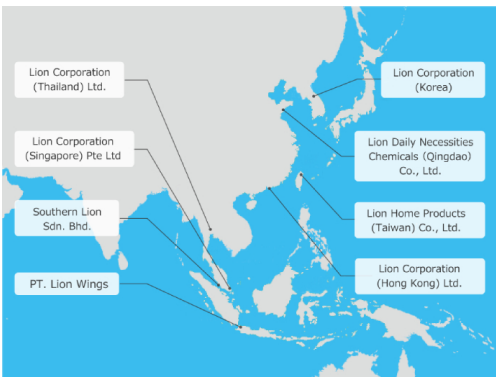 Lion Corporation
(Thailand) Ltd.
Lion Corporation
(Singapore) Pte Ltd
Southern Lion
Sdn. Bhd.
PT. Lion Wings
Lion Corporation
(Korea)
Lion Daily Necessities
Chemicals (Qingdao)
Co., Ltd.
Lion Home Products
(Taiwan) Co., Ltd.
Lion Corporation
(Hong Kong) Ltd.